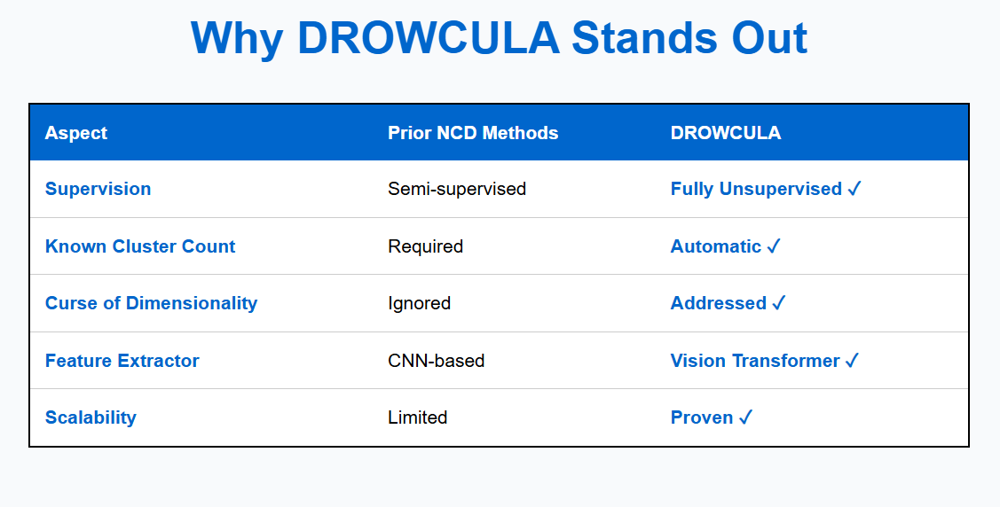 Why DROWCULA Stands Out
Aspect Prior NCD Methods DROWCULA
Supervision Semi-supervised Fully Unsupervised ✓
Known Cluster Count Required Automatic ✓
Curse of Dimensionality Ignored Addressed ✓
Feature Extractor CNN-based Vision Transformer ✓
Scalability Limited Proven ✓